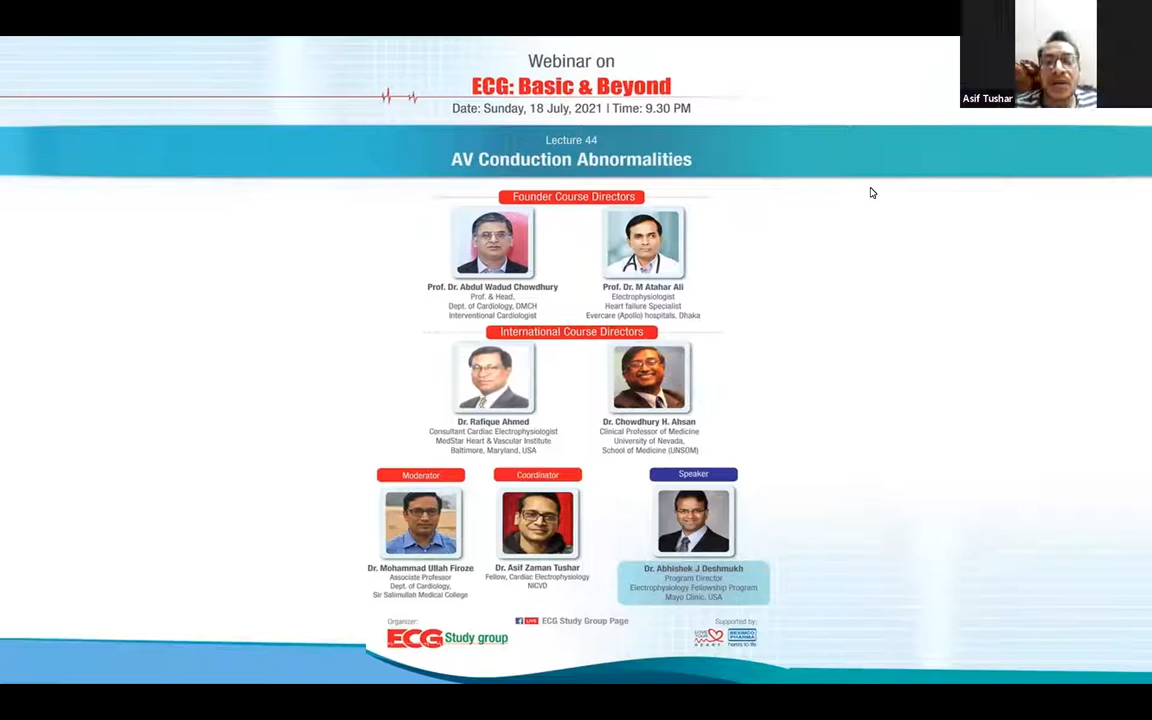 Webinar on
ECG: Basic & Beyond
Date: Sunday, 18 July, 2021 | Time: 9.30 PM
Asif Tushar
Lecture 44
AV Conduction Abnormalities
Founder Course Directors
Prof. Dr. Abdul Wadud Chowdhury
Prof. & Head,
Dept. of Cardiology, DMCH
Interventional Cardiologist
Prof. Dr. M Atahar Ali
Electrophysiologist
Heart failure Specialist
Evercare (Apollo) hospitals, Dhaka
International Course Directors
Dr. Rafique Ahmed
Consultant Cardiac Electrophysiologist
MedStar Heart & Vascular Institute
Baltimore, Maryland, USA
Dr. Chowdhury H. Ahsan
Clinical Professor of Medicine
University of Nevada,
School of Medicine (UNSOM)
Moderator
Dr. Mohammad Ullah Firoze
Associate Professor
Dept. of Cardiology,
Sir Salimullah Medical College
Coordinator
Dr. Asif Zaman Tushar
Fellow, Cardiac Electrophysiology
NICVD
Speaker
Dr. Abhishek J Deshmukh
Program Director
Electrophysiology Fellowship Program
Mayo Clinic, USA
Organizer:
ECG Study group
LIVE ECG Study Group Page
Supported by:
BEXIMCO
PHARMA
here's to life